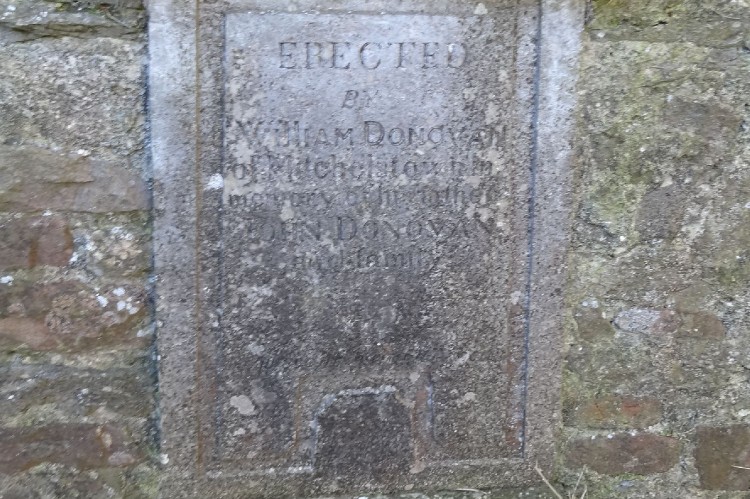 ERECTED
BY
William DONOVAN
of Mitchelstown in
memory of his father
JOHN DONOVAN
and family